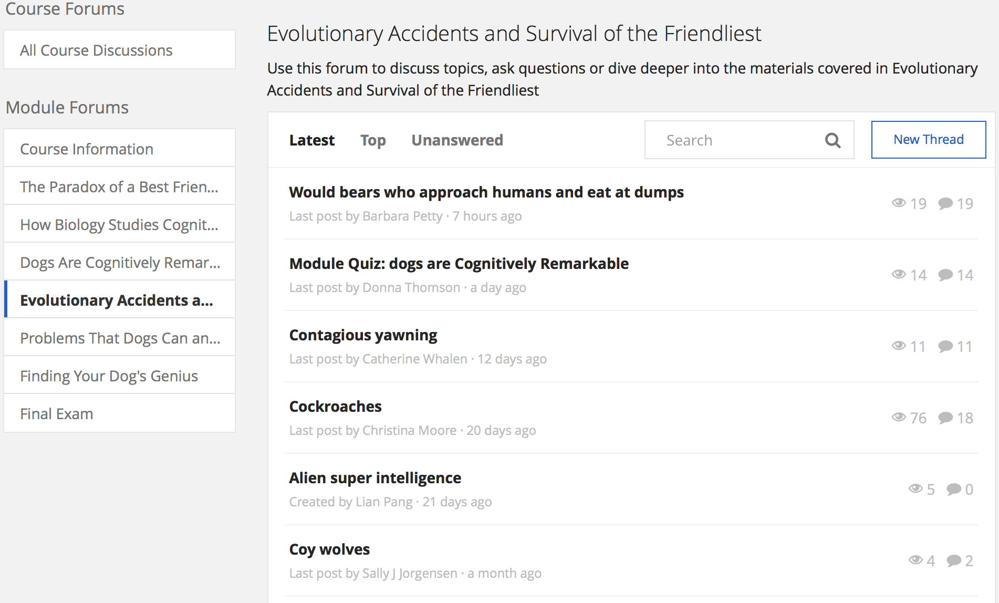 Course Forums
All Course Discussions
Module Forums
Course Information
The Paradox of a Best Frien...
How Biology Studies Cognit...
Dogs Are Cognitively Remar...
Evolutionary Accidents a...
Problems That Dogs Can an...
Finding Your Dog's Genius
Final Exam
Evolutionary Accidents and Survival of the Friendliest
Use this forum to discuss topics, ask questions or dive deeper into the materials covered in Evolutionary
Accidents and Survival of the Friendliest
Latest Top Unanswered Search New Thread
Would bears who approach humans and eat at dumps
Last post by Barbara Petty · 7 hours ago
19 19
Module Quiz: dogs are Cognitively Remarkable
Last post by Donna Thomson · a day ago
14 14
Contagious yawning
Last post by Catherine Whalen · 12 days ago
11 11
Cockroaches
Last post by Christina Moore · 20 days ago
76 18
Alien super intelligence
Created by Lian Pang · 21 days ago
5 0
Coy wolves
Last post by Sally J Jorgensen · a month ago
4 2